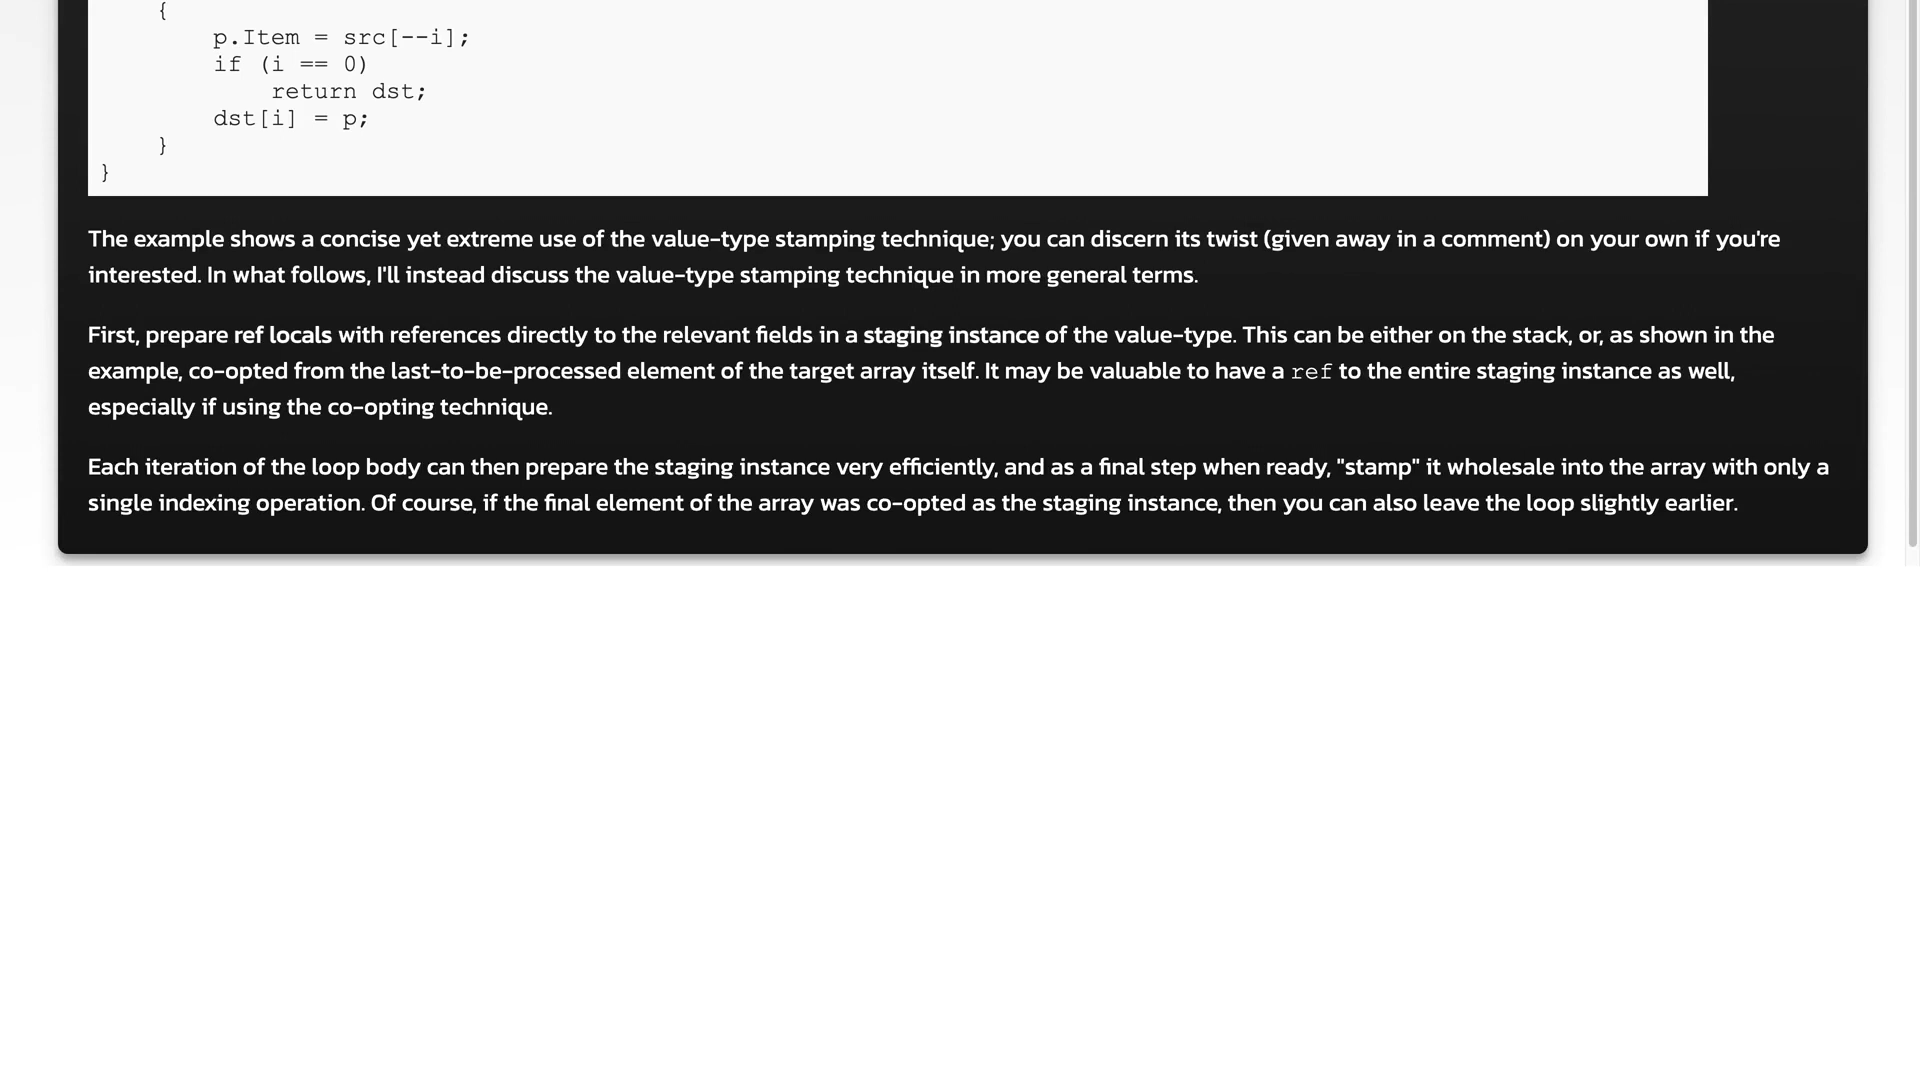 {
p.Item = src[--i];
if (i == 0)
return dst;
dst[i] = p;
}
}
The example shows a concise yet extreme use of the value-type stamping technique; you can discern its twist (given away in a comment) on your own if you're
interested. In what follows, I'll instead discuss the value-type stamping technique in more general terms.
First, prepare ref locals with references directly to the relevant fields in a staging instance of the value-type. This can be either on the stack, or, as shown in the
example, co-opted from the last-to-be-processed element of the target array itself. It may be valuable to have a ref to the entire staging instance as well,
especially if using the co-opting technique.
Each iteration of the loop body can then prepare the staging instance very efficiently, and as a final step when ready, "stamp" it wholesale into the array with only a
single indexing operation. Of course, if the final element of the array was co-opted as the staging instance, then you can also leave the loop slightly earlier.